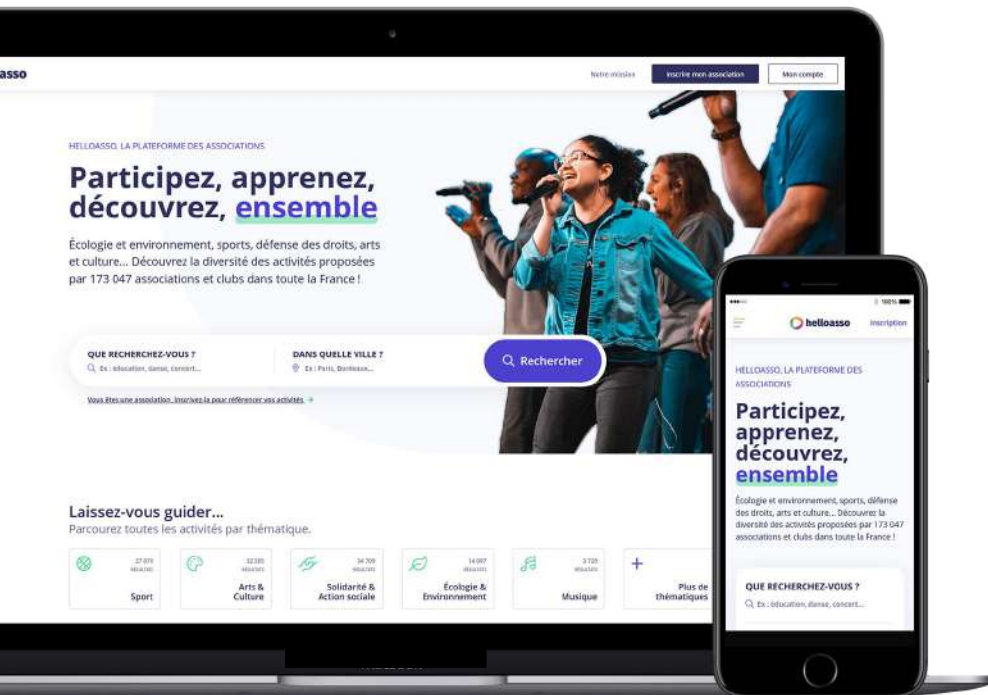 asso
Notre mission
Inscrire mon association
Mon compte
HELLOASSO, LA PLATEFORME DES ASSOCIATIONS
Participez, apprenez,
découvrez, ensemble
Écologie et environnement, sports, défense des droits, arts
et culture... Découvrez la diversité des activités proposées
par 173 047 associations et clubs dans toute la France !
QUE RECHERCHEZ-VOUS ?
Ex : éducation, danse, concert...
DANS QUELLE VILLE ?
Ex : Paris, Bordeaux...
Rechercher
Vous êtes une association, inscrivez-la pour référencer vos activités
Laissez-vous guider...
Parcourez toutes les activités par thématique.
Sport
Arts &
Culture
Solidarité &
Action sociale
Écologie &
Environnement
Musique
Plus de
thématiques
100%
helloasso
Inscription
HELLOASSO, LA PLATEFORME DES
ASSOCIATIONS
Participez,
apprenez,
découvrez,
ensemble
Écologie et environnement, sports, défense
des droits, arts et culture... Découvrez la
diversité des activités proposées par 173 047
associations et clubs dans toute la France !
QUE RECHERCHEZ-VOUS ?
Ex : éducation, danse, concert...